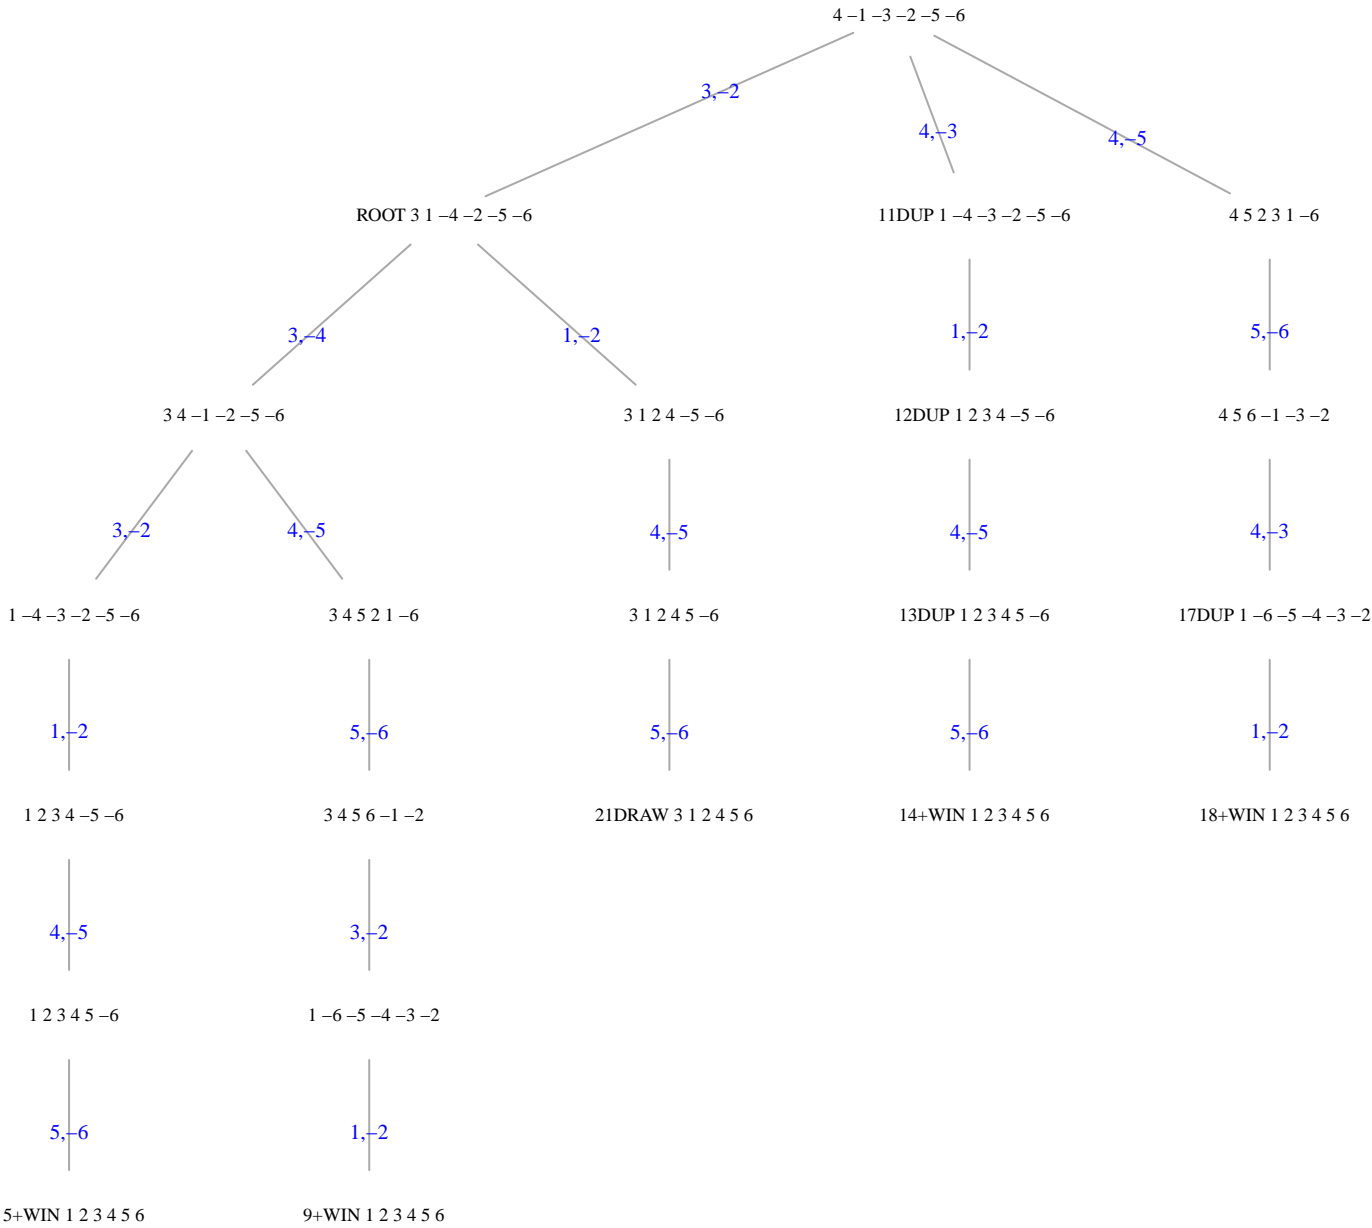 4 –1 –3 –2 –5 –6
3,–2
4,–3
4,–5
ROOT 3 1 –4 –2 –5 –6
11DUP 1 –4 –3 –2 –5 –6
4 5 2 3 1 –6
3,–4
1,–2
1,–2
5,–6
3 4 –1 –2 –5 –6
3 1 2 4 –5 –6
12DUP 1 2 3 4 –5 –6
4 5 6 –1 –3 –2
3,–2
4,–5
4,–5
4,–5
4,–3
1 –4 –3 –2 –5 –6
3 4 5 2 1 –6
3 1 2 4 5 –6
13DUP 1 2 3 4 5 –6
17DUP 1 –6 –5 –4 –3 –2
1,–2
5,–6
5,–6
5,–6
1,–2
1 2 3 4 –5 –6
3 4 5 6 –1 –2
21DRAW 3 1 2 4 5 6
14+WIN 1 2 3 4 5 6
18+WIN 1 2 3 4 5 6
4,–5
3,–2
1 2 3 4 5 –6
1 –6 –5 –4 –3 –2
5,–6
1,–2
5+WIN 1 2 3 4 5 6
9+WIN 1 2 3 4 5 6